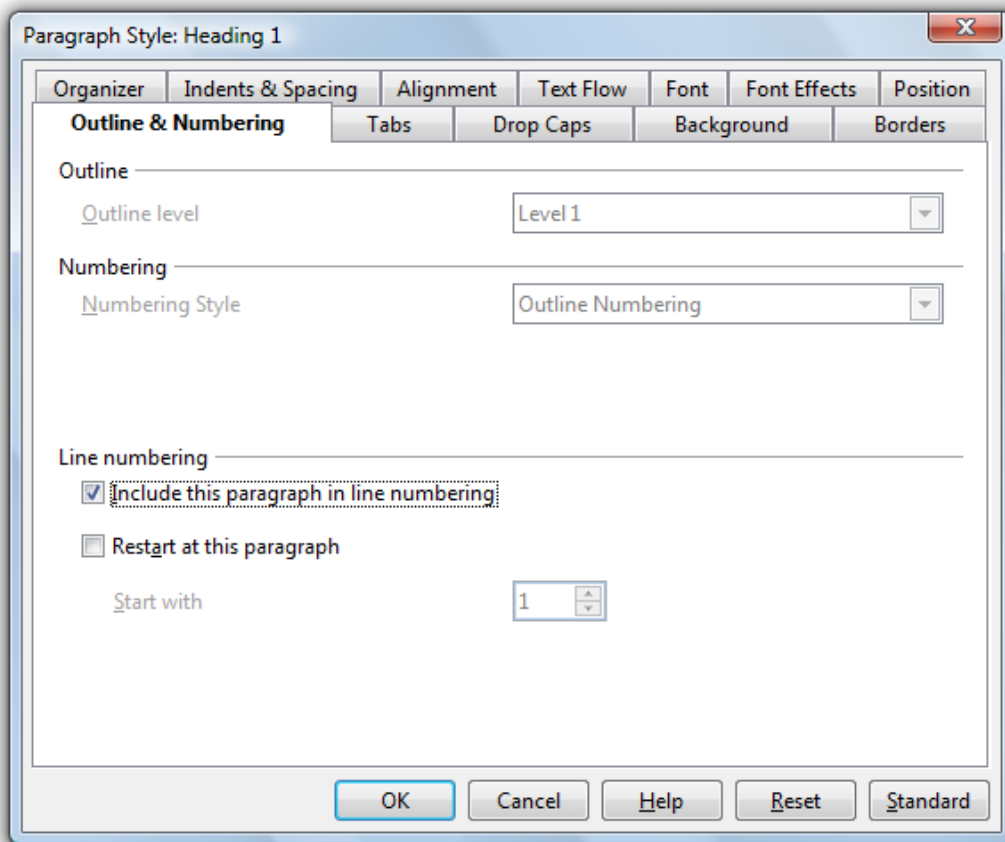 Paragraph Style: Heading 1
Organizer Indents & Spacing Alignment Text Flow Font Font Effects Position
Outline & Numbering Tabs Drop Caps Background Borders
Outline
Outline level Level 1
Numbering
Numbering Style Outline Numbering
Line numbering
Include this paragraph in line numbering
Restart at this paragraph
Start with 1
OK Cancel Help Reset Standard